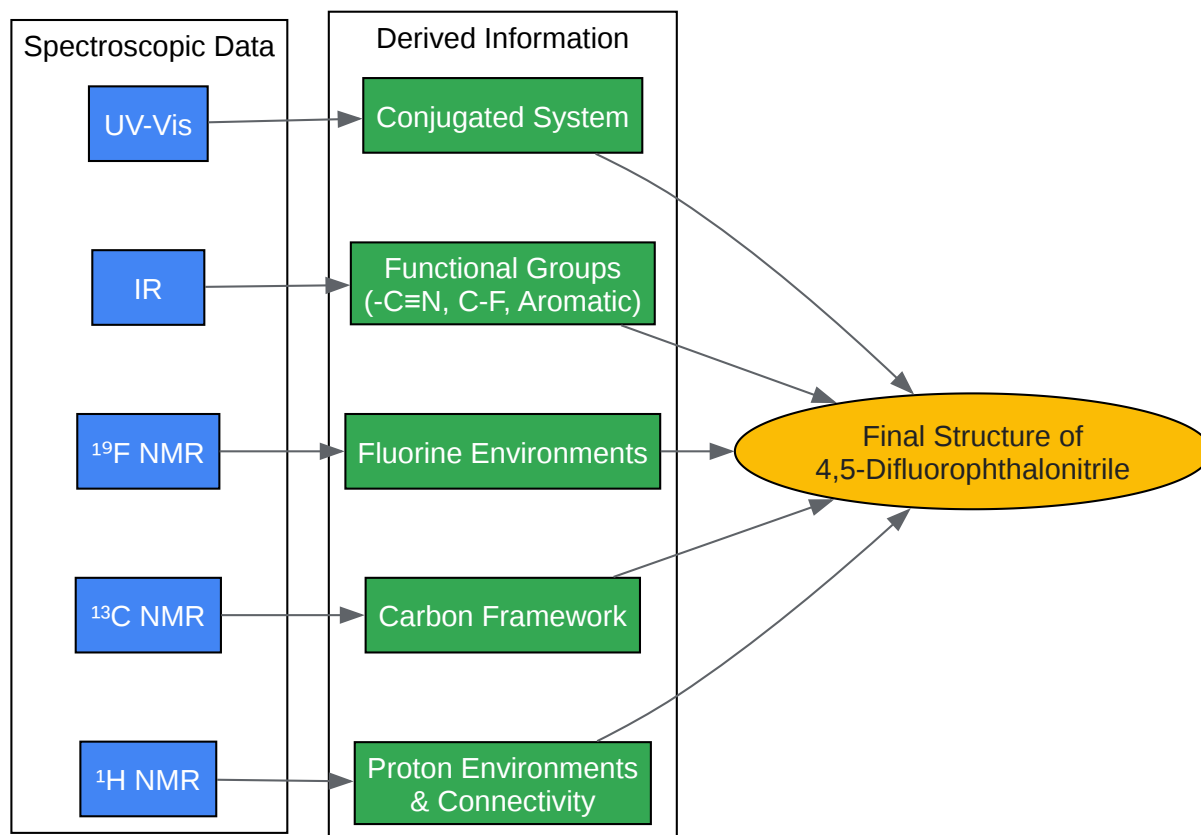 Spectroscopic Data
Derived Information
UV-Vis
Conjugated System
IR
Functional Groups
(-C≡N, C-F, Aromatic)
¹⁹F NMR
Fluorine Environments
Final Structure of
4,5-Difluorophthalonitrile
¹³C NMR
Carbon Framework
¹H NMR
Proton Environments
& Connectivity